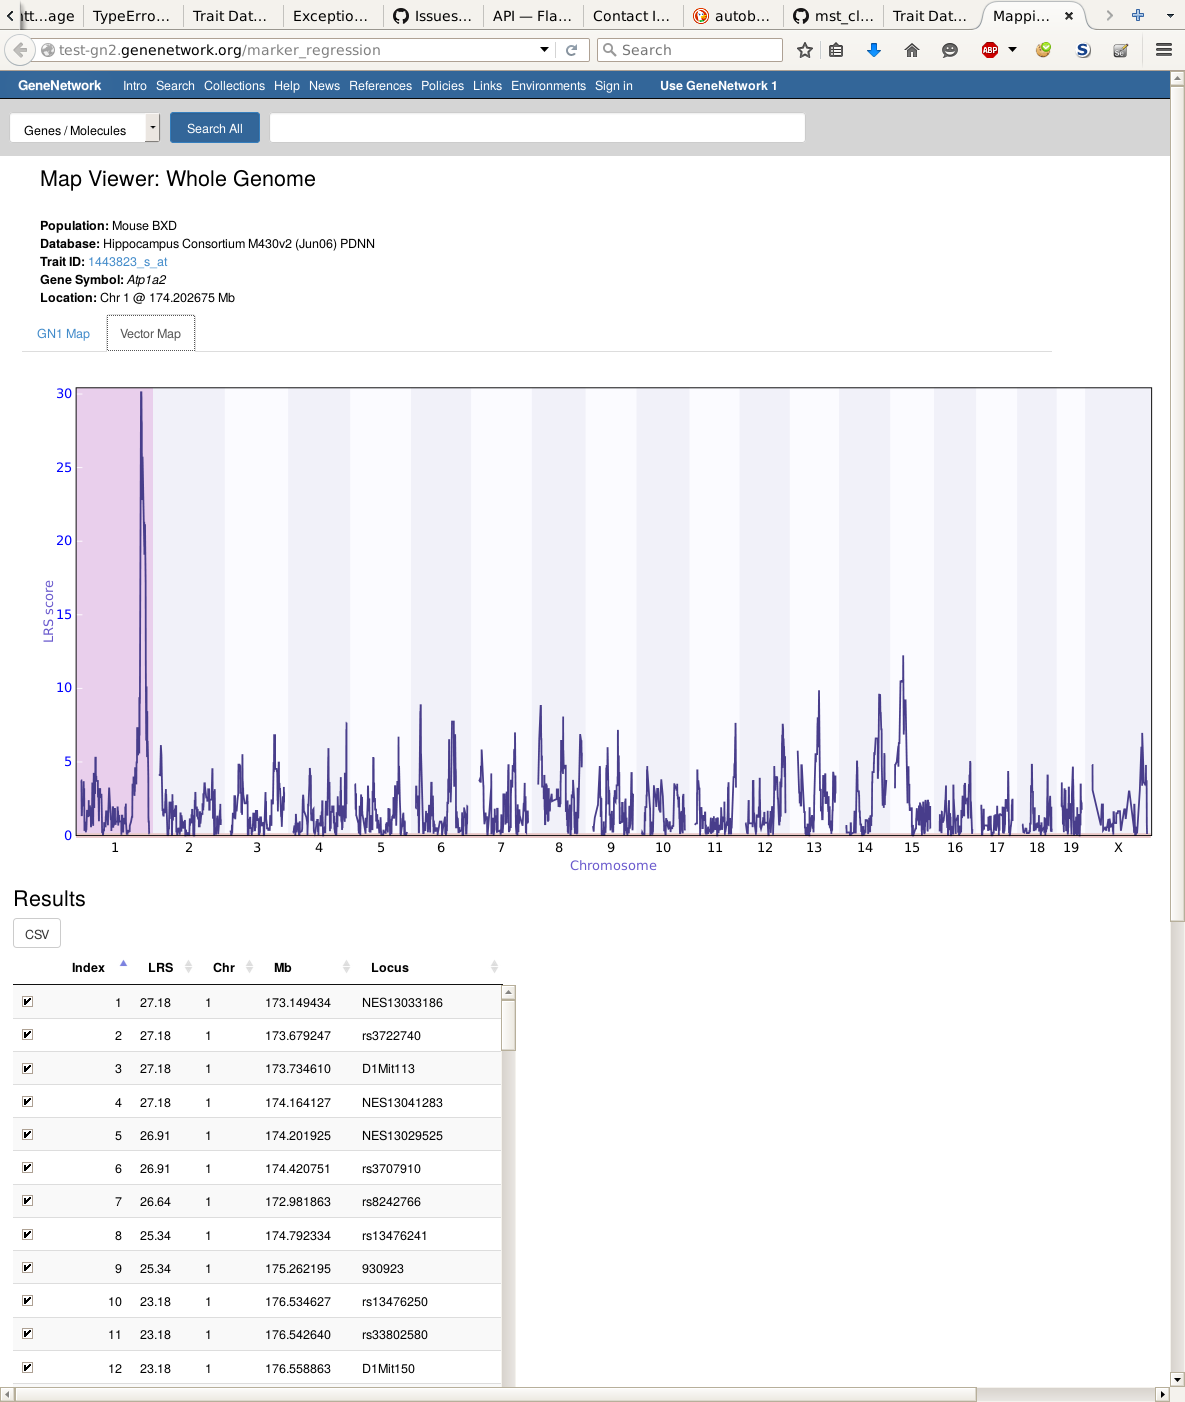 tt...age TypeErro... Trait Dat... Exceptio... Issues... API — Fla... Contact I... autob... mst_cl... Trait Dat... Mappi...
test-gn2.genenetwork.org/marker_regression Search
GeneNetwork Intro Search Collections Help News References Policies Links Environments Sign in Use GeneNetwork 1
Genes / Molecules Search All
Map Viewer: Whole Genome
Population: Mouse BXD
Database: Hippocampus Consortium M430v2 (Jun06) PDNN
Trait ID: 1443823_s_at
Gene Symbol: Atp1a2
Location: Chr 1 @ 174.202675 Mb
GN1 Map Vector Map
30
25
20
15
10
5
0
LRS score
1 2 3 4 5 6 7 8 9 10 11 12 13 14 15 16 17 18 19 X
Chromosome
Results
CSV
Index LRS Chr Mb Locus
1 27.18 1 173.149434 NES13033186
2 27.18 1 173.679247 rs3722740
3 27.18 1 173.734610 D1Mit113
4 27.18 1 174.164127 NES13041283
5 26.91 1 174.201925 NES13029525
6 26.91 1 174.420751 rs3707910
7 26.64 1 172.981863 rs8242766
8 25.34 1 174.792334 rs13476241
9 25.34 1 175.262195 930923
10 23.18 1 176.534627 rs13476250
11 23.18 1 176.542640 rs33802580
12 23.18 1 176.558863 D1Mit150